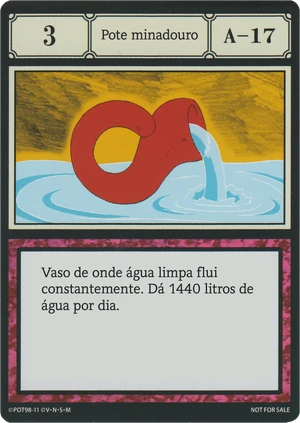 3
Pote minadouro
A-17
Vaso de onde água limpa flui
constantemente. Dá 1440 litros de
água por dia.
©POT98-11 ©V•N•S•M
NOT FOR SALE